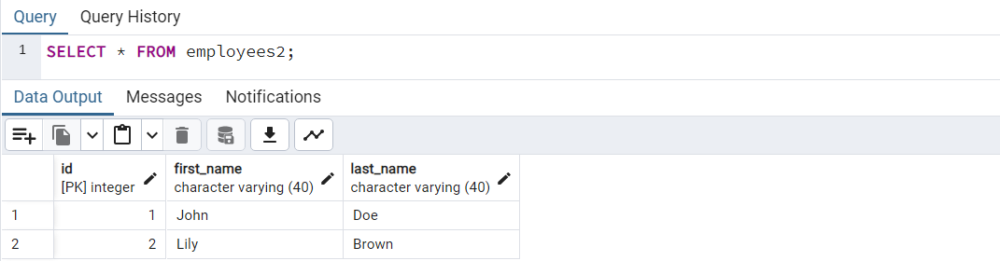 Query Query History
1 SELECT * FROM employees2;
Data Output Messages Notifications
id first_name last_name
[PK] integer character varying (40) character varying (40)
1 1 John Doe
2 2 Lily Brown